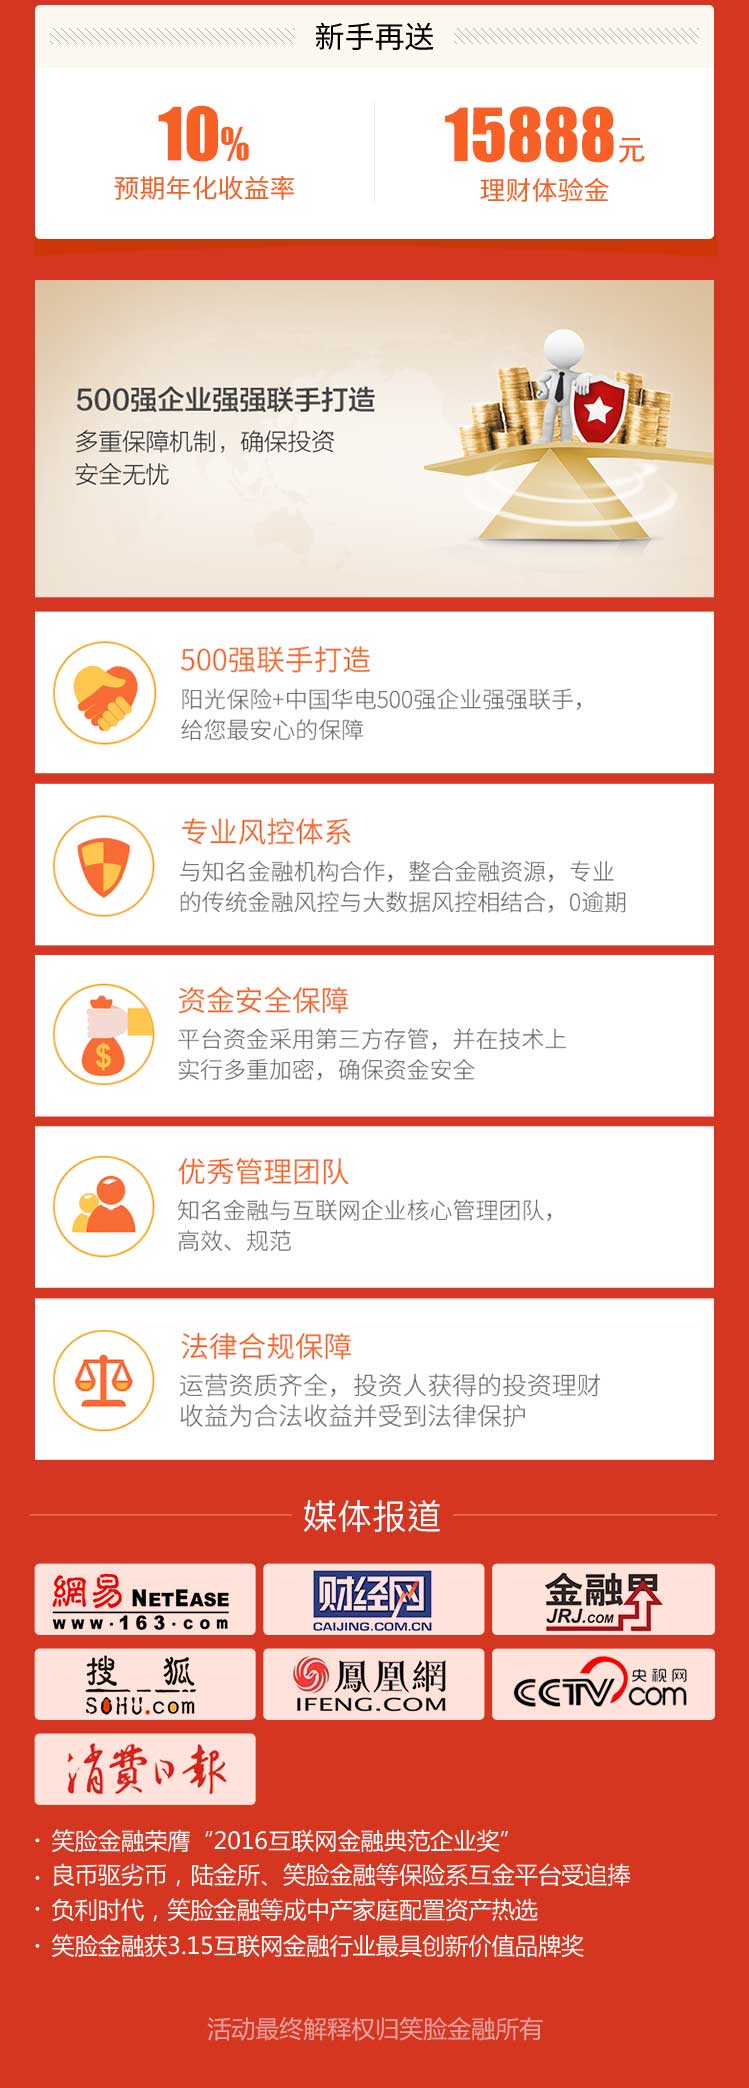 新手再送
10%
预期年化收益率
15888元
理财体验金
500强企业强强联手打造
多重保障机制，确保投资
安全无忧
500强联手打造
阳光保险+中国华电500强企业强强联手，
给您最安心的保障
专业风控体系
与知名金融机构合作，整合金融资源，专业
的传统金融风控与大数据风控相结合，0逾期
$
资金安全保障
平台资金采用第三方存管，并在技术上
实行多重加密，确保资金安全
优秀管理团队
知名金融与互联网企业核心管理团队，
高效、规范
法律合规保障
运营资质齐全，投资人获得的投资理财
收益为合法收益并受到法律保护
媒体报道
網易 NETEASE
www.163.com
财经网
CAIJING.COM.CN
金融界
JRJ.COM
搜狐
SOHU.com
鳳凰網
IFENG.COM
CCTV.com 央视网
消費日報
· 笑脸金融荣膺“2016互联网金融典范企业奖”
· 良币驱劣币，陆金所、笑脸金融等保险系互金平台受追捧
· 负利时代，笑脸金融等成中产家庭配置资产热选
· 笑脸金融获3.15互联网金融行业最具创新价值品牌奖
活动最终解释权归笑脸金融所有